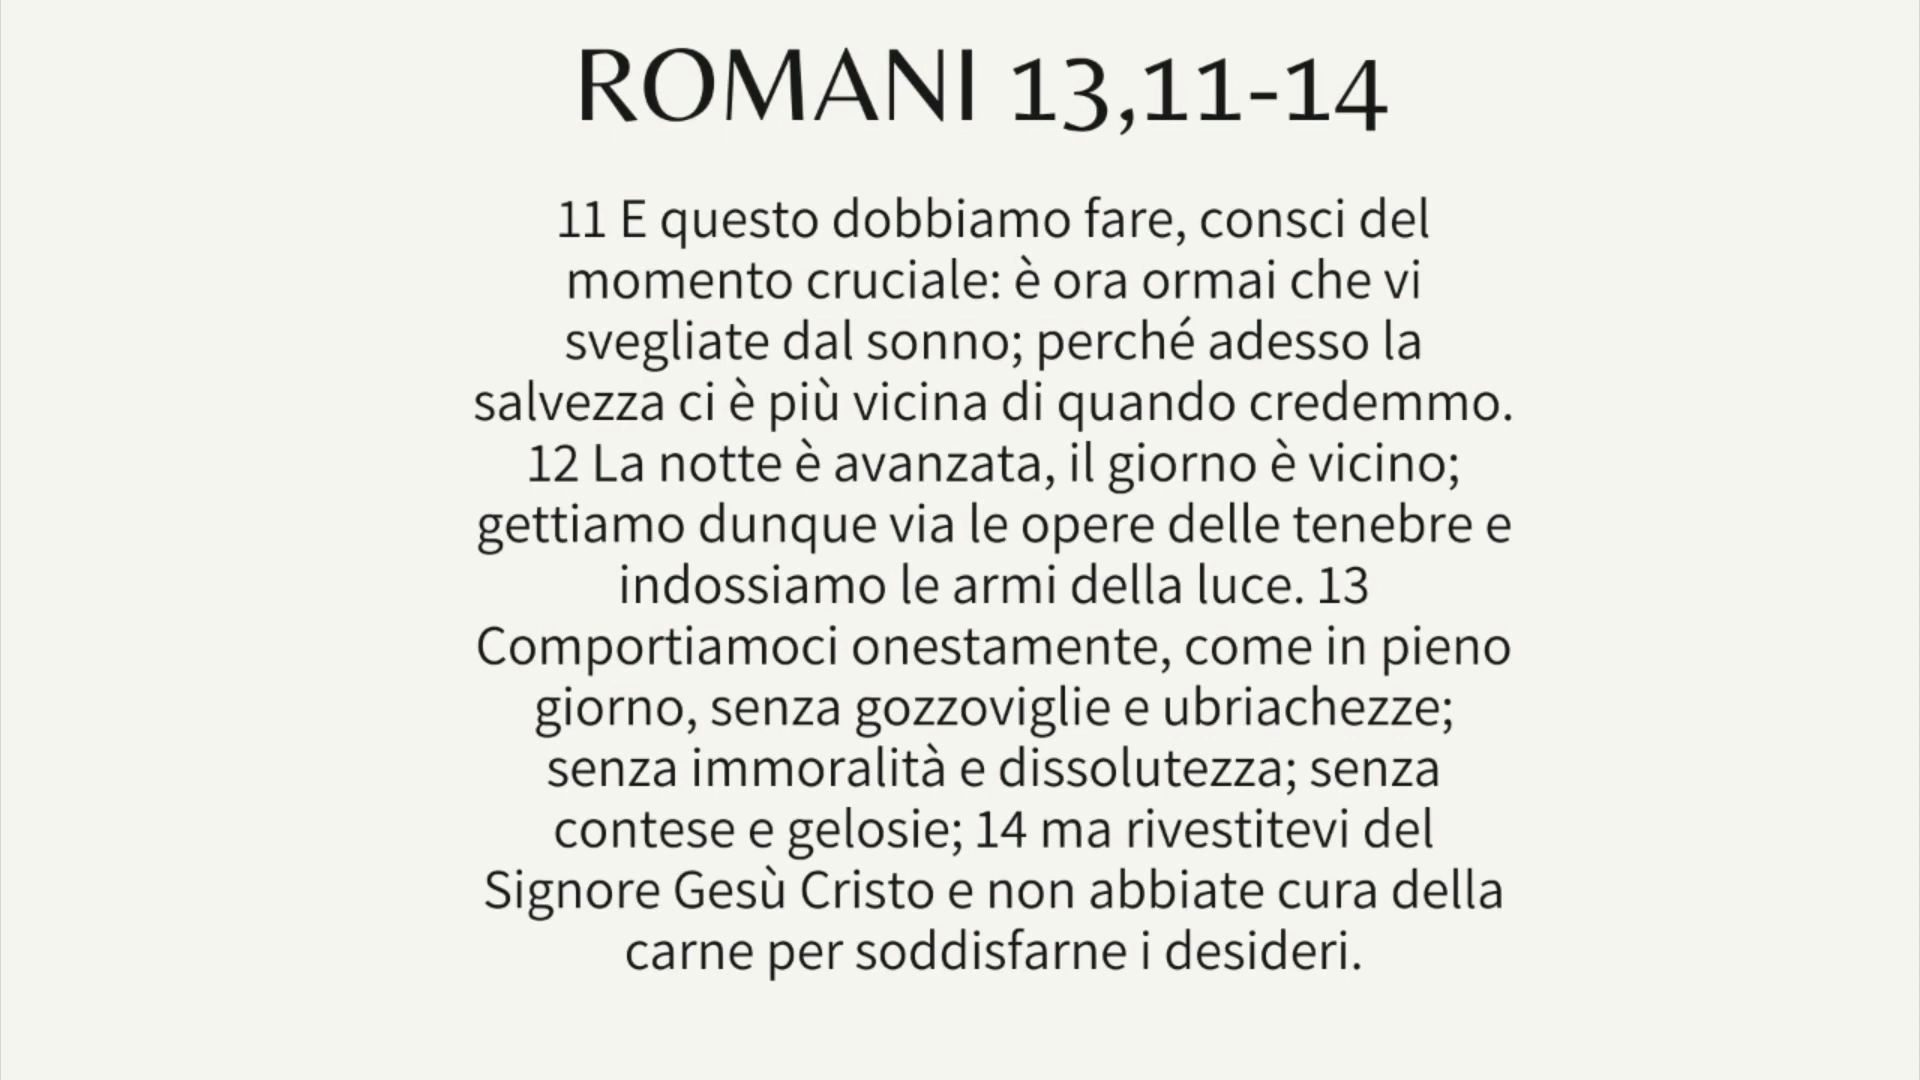 ROMANI 13,11-14
11 E questo dobbiamo fare, consci del
momento cruciale: è ora ormai che vi
svegliate dal sonno; perché adesso la
salvezza ci è più vicina di quando credemmo.
12 La notte è avanzata, il giorno è vicino;
gettiamo dunque via le opere delle tenebre e
indossiamo le armi della luce. 13
Comportiamoci onestamente, come in pieno
giorno, senza gozzoviglie e ubriachezze;
senza immoralità e dissolutezza; senza
contese e gelosie; 14 ma rivestitevi del
Signore Gesù Cristo e non abbiate cura della
carne per soddisfarne i desideri.